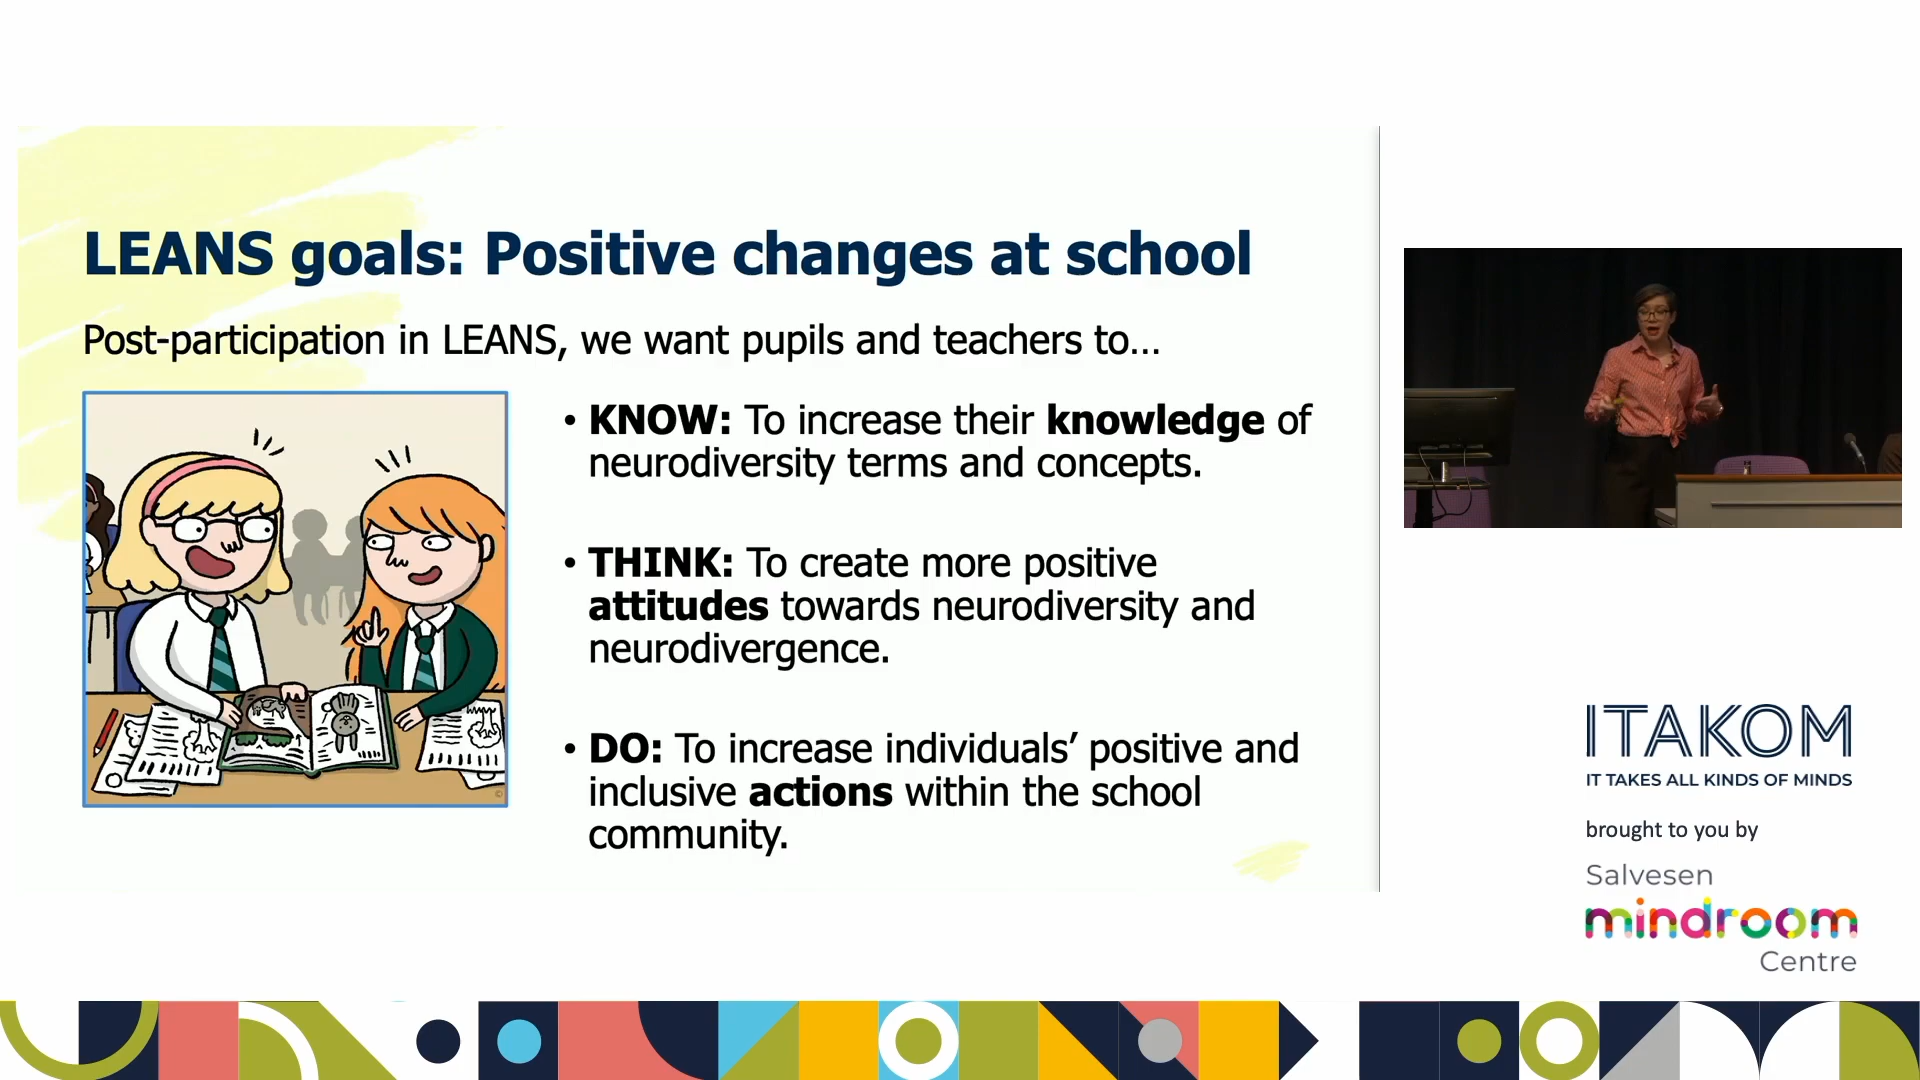 LEANS goals: Positive changes at school
Post-participation in LEANS, we want pupils and teachers to...
• KNOW: To increase their knowledge of
neurodiversity terms and concepts.
• THINK: To create more positive
attitudes towards neurodiversity and
neurodivergence.
• DO: To increase individuals’ positive and
inclusive actions within the school
community.
ITAKOM
IT TAKES ALL KINDS OF MINDS
brought to you by
Salvesen
mindroom
Centre